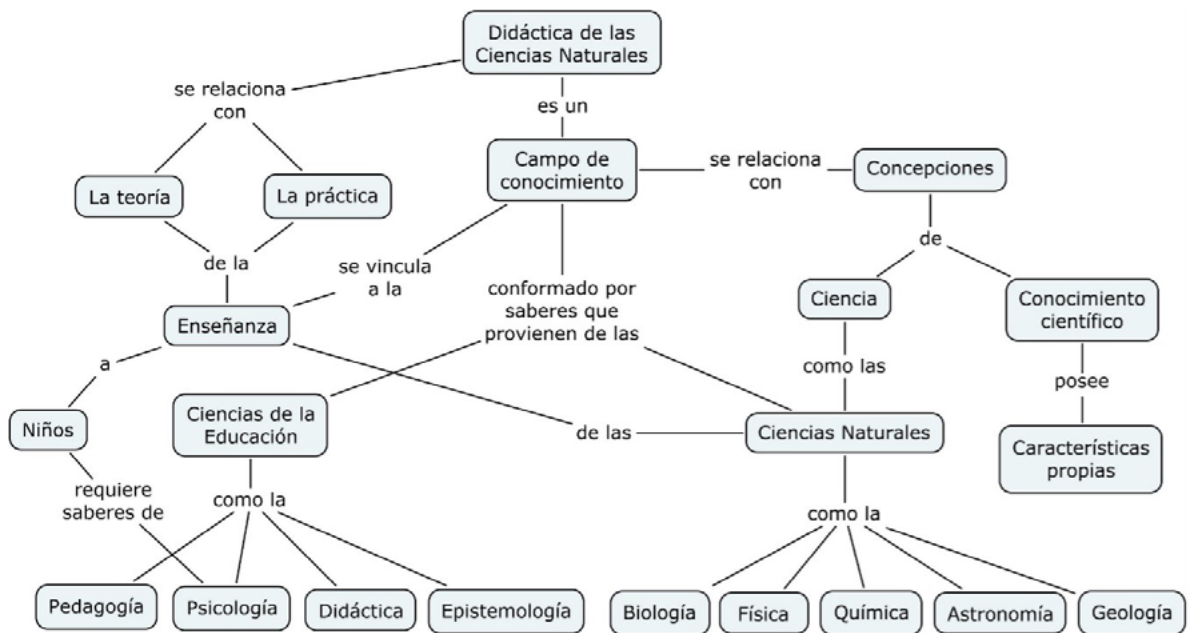 Didáctica de las
Ciencias Naturales
se relaciona
con
es un
Campo de
conocimiento
se relaciona
con
Concepciones
La teoría
La práctica
de la
se vincula
a la
de
conformado por
saberes que
provienen de las
Ciencia
Conocimiento
científico
Enseñanza
a
como las
posee
Niños
Ciencias de la
Educación
de las
Ciencias Naturales
Características
propias
requiere
saberes de
como la
como la
Pedagogía
Psicología
Didáctica
Epistemología
Biología
Física
Química
Astronomía
Geología